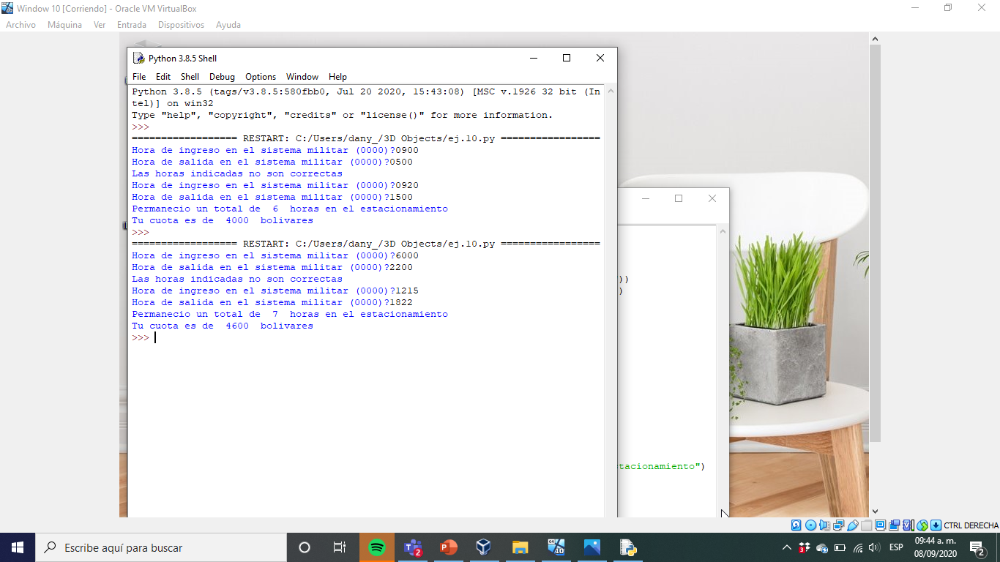 Window 10 [Corriendo] - Oracle VM VirtualBox
Archivo Máquina Ver Entrada Dispositivos Ayuda
Python 3.8.5 Shell
File Edit Shell Debug Options Window Help
Python 3.8.5 (tags/v3.8.5:580fbb0, Jul 20 2020, 15:43:08) [MSC v.1926 32 bit (In
tel)] on win32
Type "help", "copyright", "credits" or "license()" for more information.
>>>
================== RESTART: C:/Users/dany_/3D Objects/ej.10.py =================
Hora de ingreso en el sistema militar (0000)?0900
Hora de salida en el sistema militar (0000)?0500
Las horas indicadas no son correctas
Hora de ingreso en el sistema militar (0000)?0920
Hora de salida en el sistema militar (0000)?1500
Permanecio un total de  6  horas en el estacionamiento
Tu cuota es de  4000  bolivares
>>>
================== RESTART: C:/Users/dany_/3D Objects/ej.10.py =================
Hora de ingreso en el sistema militar (0000)?6000
Hora de salida en el sistema militar (0000)?2200
Las horas indicadas no son correctas
Hora de ingreso en el sistema militar (0000)?1215
Hora de salida en el sistema militar (0000)?1822
Permanecio un total de  7  horas en el estacionamiento
Tu cuota es de  4600  bolivares
>>>
))
)
tacionamiento")
CTRL DERECHA
Escribe aquí para buscar
ESP
09:44 a. m.
08/09/2020